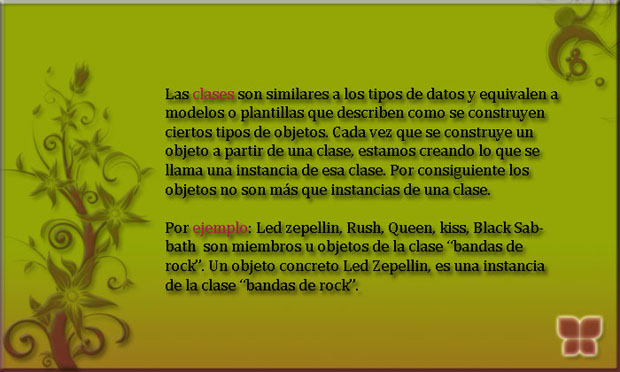 Las clases son similares a los tipos de datos y equivalen a
modelos o plantillas que describen como se construyen
ciertos tipos de objetos. Cada vez que se construye un
objeto a partir de una clase, estamos creando lo que se
llama una instancia de esa clase. Por consiguiente los
objetos no son más que instancias de una clase.
Por ejemplo: Led zepellin, Rush, Queen, kiss, Black Sab-
bath  son miembros u objetos de la clase “bandas de
rock”. Un objeto concreto Led Zepellin, es una instancia
de la clase “bandas de rock”.